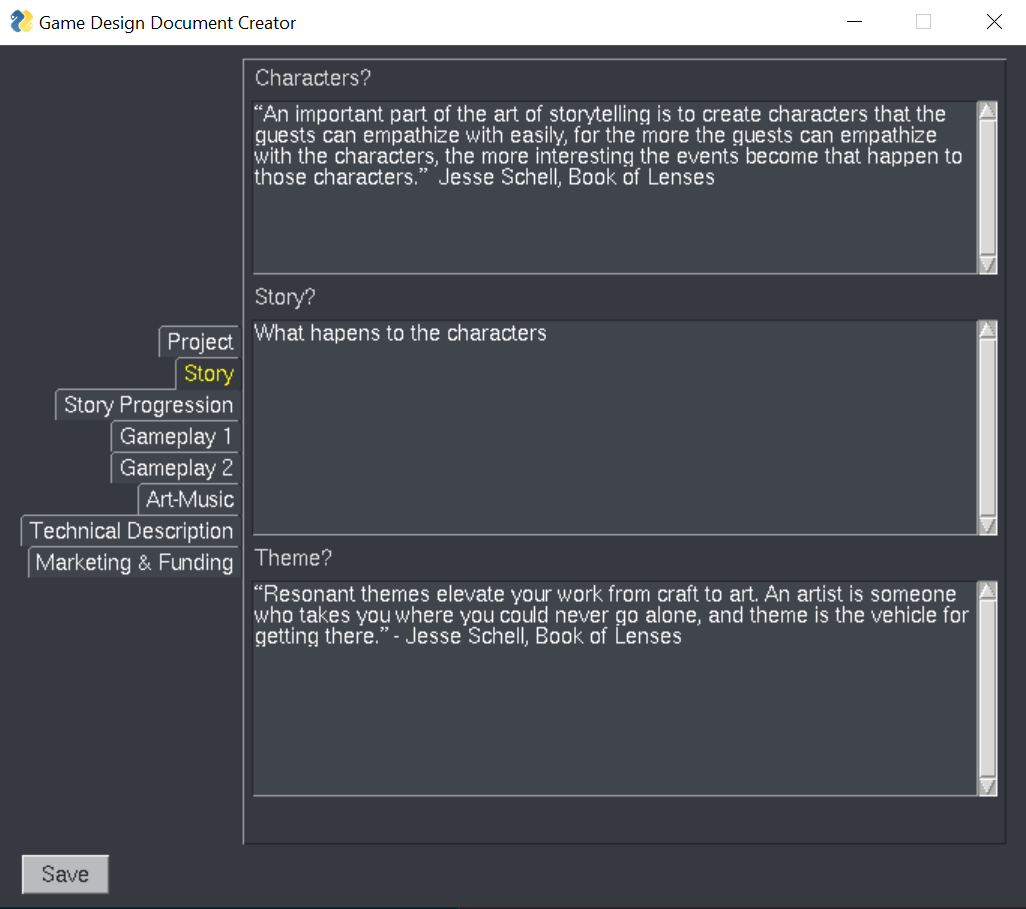 Game Design Document Creator
Characters?
“An important part of the art of storytelling is to create characters that the
guests can empathize with easily, for the more the guests can empathize
with the characters, the more interesting the events become that happen to
those characters.”  Jesse Schell, Book of Lenses
Story?
What hapens to the characters
Theme?
“Resonant themes elevate your work from craft to art. An artist is someone
who takes you where you could never go alone, and theme is the vehicle for
getting there.” - Jesse Schell, Book of Lenses
Project
Story
Story Progression
Gameplay 1
Gameplay 2
Art-Music
Technical Description
Marketing & Funding
Save